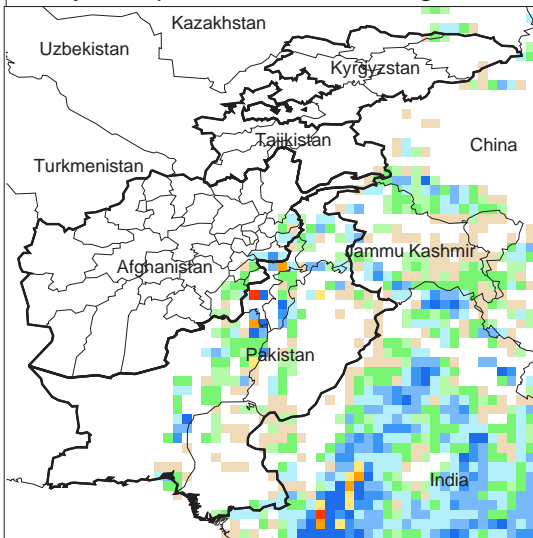 Kazakhstan
Uzbekistan
Kyrgyzstan
Tajikistan
China
Turkmenistan
Jammu Kashmir
Afghanistan
Pakistan
India